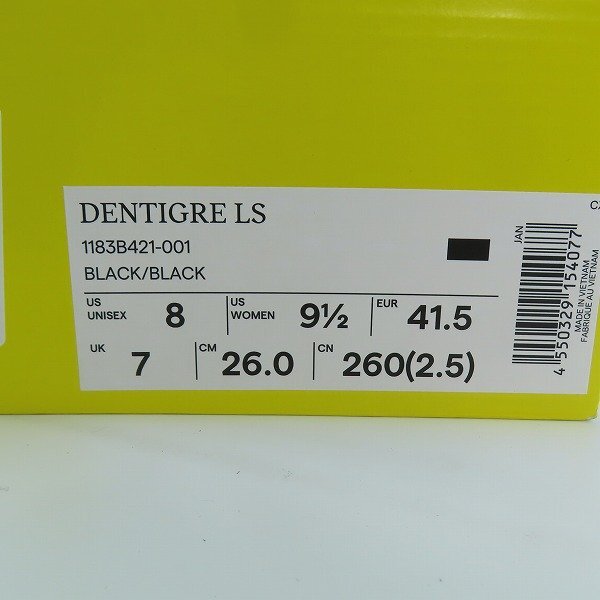 DENTIGRE LS
1183B421-001
BLACK/BLACK
US UNISEX 8 US WOMEN 9½ EUR 41.5
UK 7 CM 26.0 CN 260(2.5)
JAN
4 550329 154077
MADE IN VIETNAM
FABRIQUE AU VIETNAM